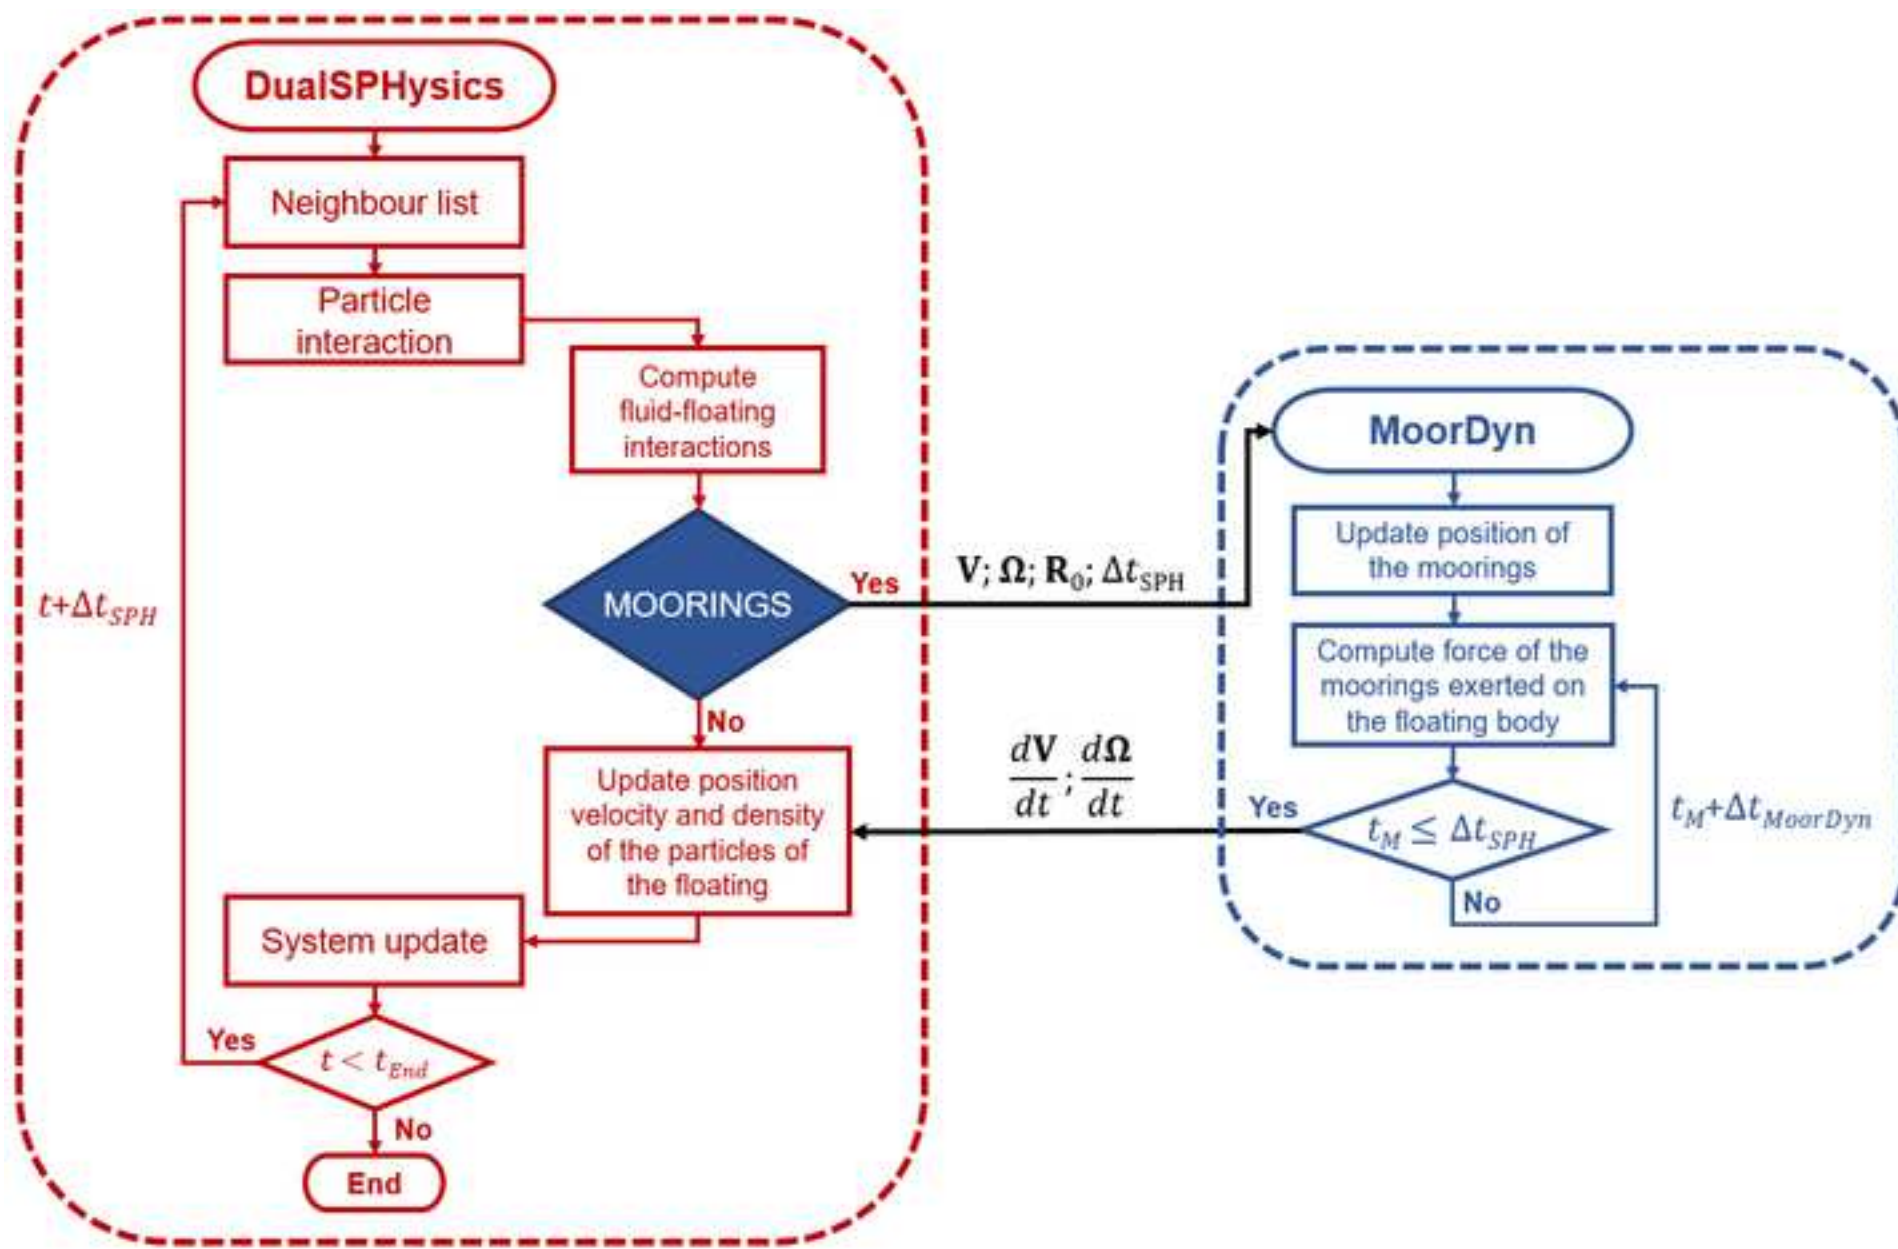 DualSPHysics
Neighbour list
Particle
interaction
Compute
fluid-floating
interactions
MOORINGS
Yes
No
t+Δt_SPH
Update position
velocity and density
of the particles of
the floating
System update
t < t_End
Yes
No
End
V; Ω; R₀; Δt_SPH
dV/dt ; dΩ/dt
MoorDyn
Update position of
the moorings
Compute force of the
moorings exerted on
the floating body
t_M ≤ Δt_SPH
Yes
No
t_M+Δt_MoorDyn